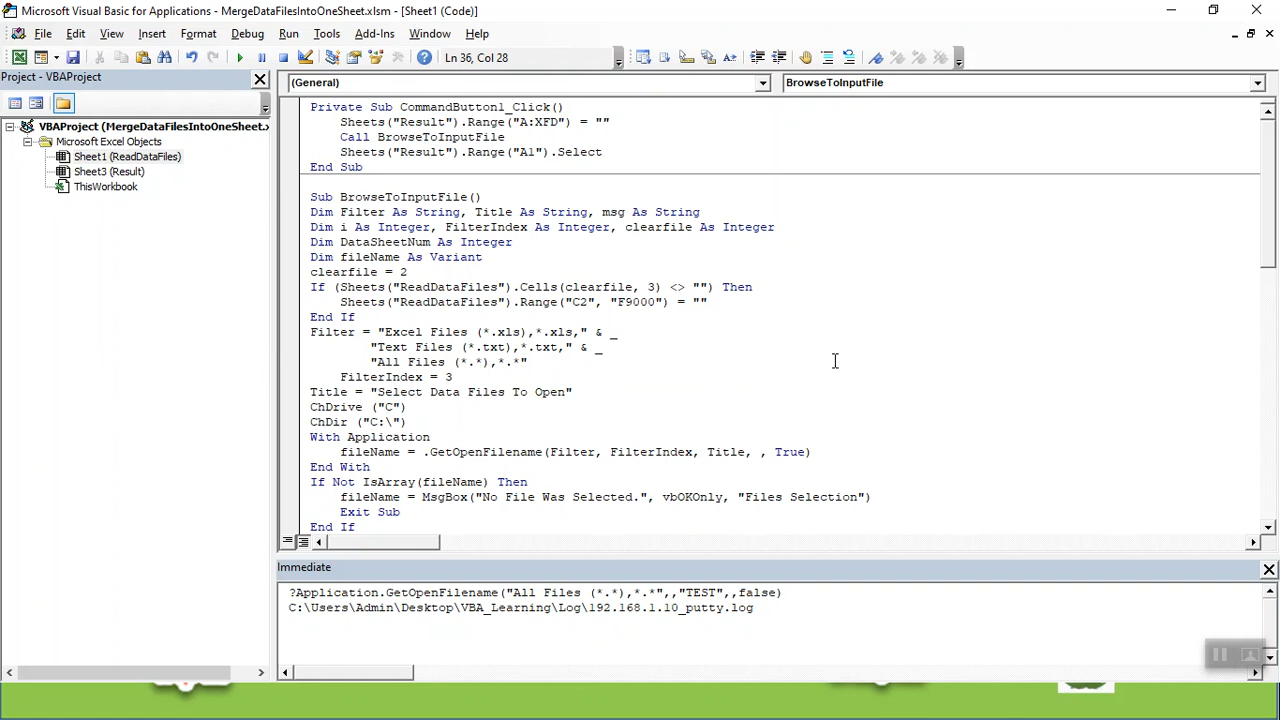 Microsoft Visual Basic for Applications - MergeDataFilesIntoOneSheet.xlsm - [Sheet1 (Code)]
File Edit View Insert Format Debug Run Tools Add-Ins Window Help
Ln 36, Col 28
Project - VBAProject
VBAProject (MergeDataFilesIntoOneSheet.x
Microsoft Excel Objects
Sheet1 (ReadDataFiles)
Sheet3 (Result)
ThisWorkbook
(General) BrowseToInputFile
Private Sub CommandButton1_Click()
Sheets("Result").Range("A:XFD") = ""
Call BrowseToInputFile
Sheets("Result").Range("A1").Select
End Sub
Sub BrowseToInputFile()
Dim Filter As String, Title As String, msg As String
Dim i As Integer, FilterIndex As Integer, clearfile As Integer
Dim DataSheetNum As Integer
Dim fileName As Variant
clearfile = 2
If (Sheets("ReadDataFiles").Cells(clearfile, 3) <> "") Then
Sheets("ReadDataFiles").Range("C2", "F9000") = ""
End If
Filter = "Excel Files (*.xls),*.xls," & _
"Text Files (*.txt),*.txt," & _
"All Files (*.*),*.*"
FilterIndex = 3
Title = "Select Data Files To Open"
ChDrive ("C")
ChDir ("C:\")
With Application
fileName = .GetOpenFilename(Filter, FilterIndex, Title, , True)
End With
If Not IsArray(fileName) Then
fileName = MsgBox("No File Was Selected.", vbOKOnly, "Files Selection")
Exit Sub
End If
Immediate
?Application.GetOpenFilename("All Files (*.*),*.*",,"TEST",,false)
C:\Users\Admin\Desktop\VBA_Learning\Log\192.168.1.10_putty.log